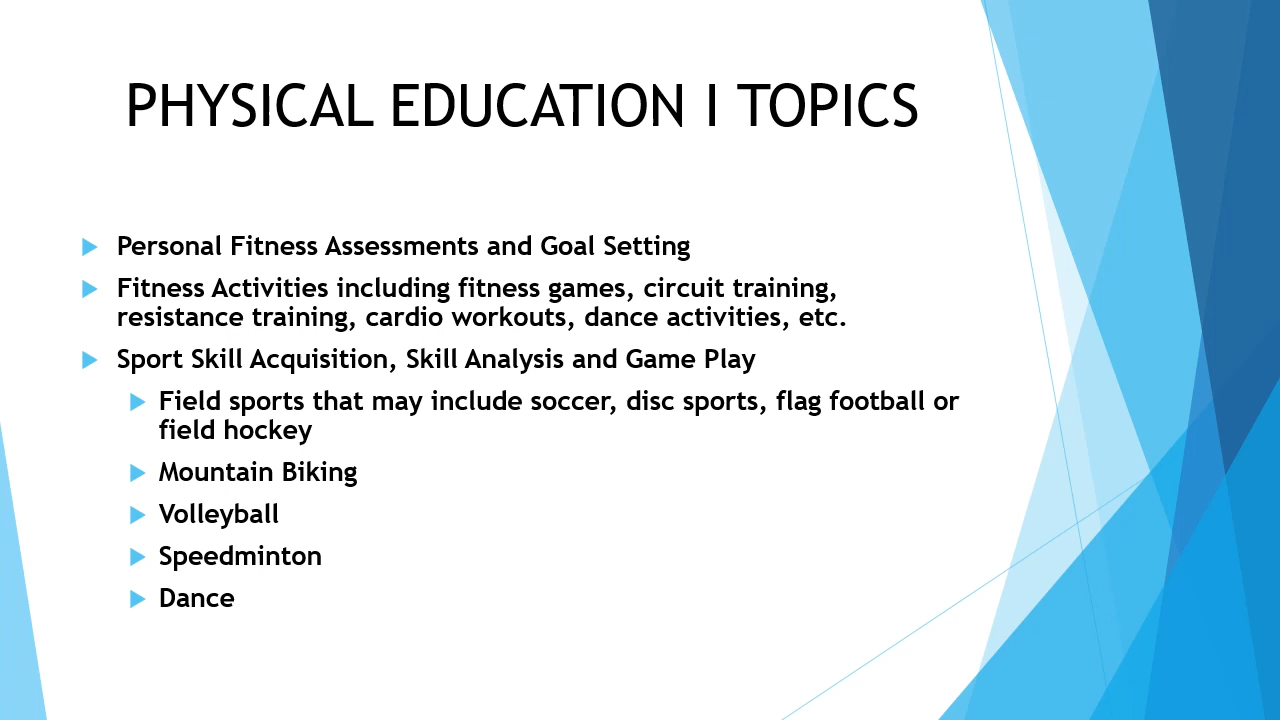 PHYSICAL EDUCATION I TOPICS
Personal Fitness Assessments and Goal Setting
Fitness Activities including fitness games, circuit training,
resistance training, cardio workouts, dance activities, etc.
Sport Skill Acquisition, Skill Analysis and Game Play
Field sports that may include soccer, disc sports, flag football or
field hockey
Mountain Biking
Volleyball
Speedminton
Dance